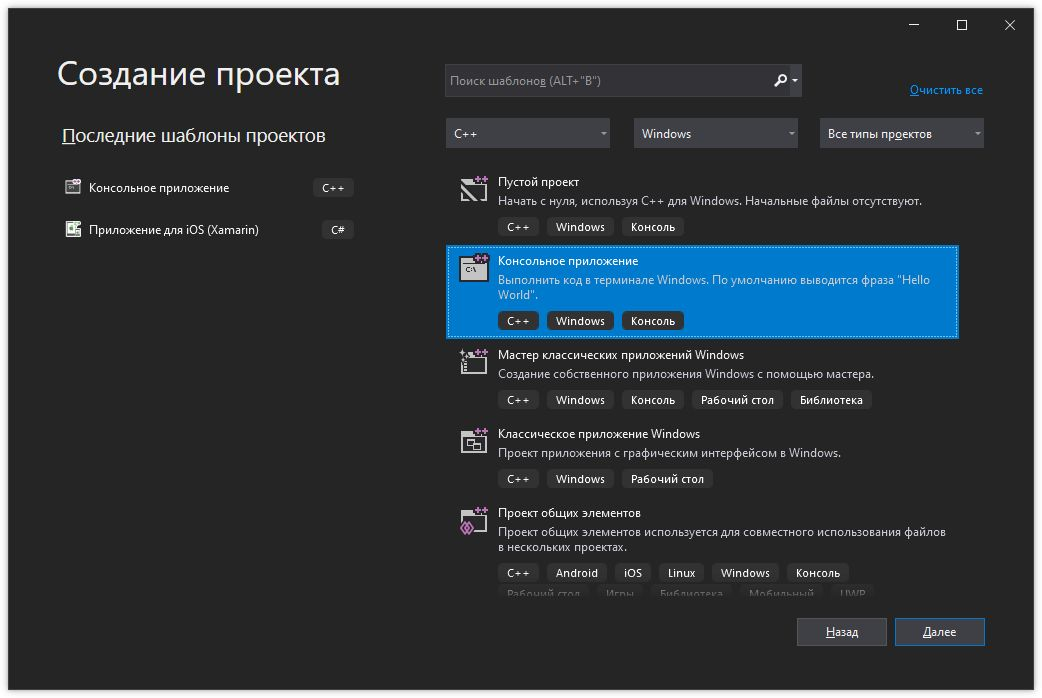 Создание проекта
Поиск шаблонов (ALT+"В")
Очистить все
Последние шаблоны проектов
C++
Windows
Все типы проектов
Консольное приложение
C++
Приложение для iOS (Xamarin)
C#
Пустой проект
Начать с нуля, используя C++ для Windows. Начальные файлы отсутствуют.
C++ Windows Консоль
C:\
Консольное приложение
Выполнить код в терминале Windows. По умолчанию выводится фраза "Hello
World".
C++ Windows Консоль
Мастер классических приложений Windows
Создание собственного приложения Windows с помощью мастера.
C++ Windows Консоль Рабочий стол Библиотека
Классическое приложение Windows
Проект приложения с графическим интерфейсом в Windows.
C++ Windows Рабочий стол
Проект общих элементов
Проект общих элементов используется для совместного использования файлов
в нескольких проектах.
C++ Android iOS Linux Windows Консоль
Рабочий стол Игры Библиотека Мобильный UWP
Назад
Далее